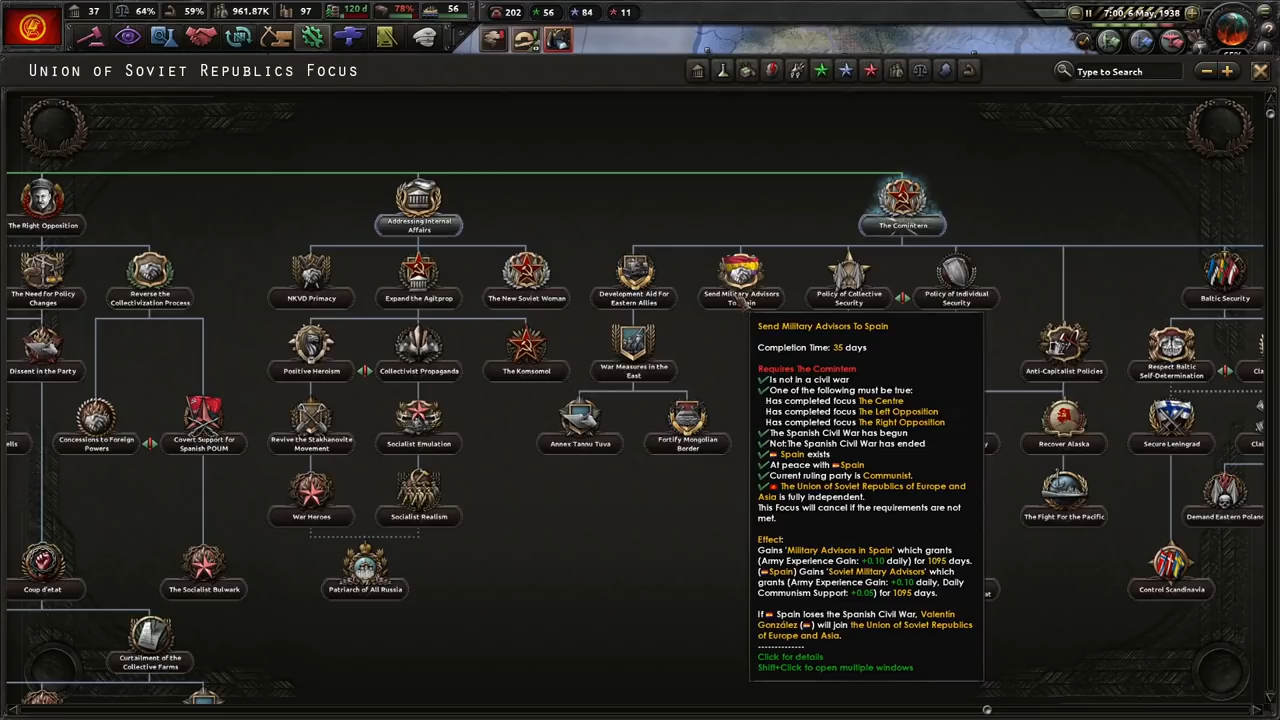 37
64%
59%
961.87K
97
120 d
78%
56
202
56
84
11
7:00, 6 May, 1938
65%
Union of Soviet Republics Focus
Type to Search
The Right Opposition
Addressing Internal
Affairs
The Comintern
The Need for Policy
Changes
Reverse the
Collectivization Process
NKVD Primacy
Expand the Agitprop
The New Soviet Woman
Development Aid For
Eastern Allies
Send Military Advisors
To Spain
Policy of Collective
Security
Policy of Individual
Security
Baltic Security
Dissent in the Party
Positive Heroism
Collectivist Propaganda
The Komsomol
War Measures in the
East
Anti-Capitalist Policies
Respect Baltic
Self-Determination
Concessions to Foreign
Powers
Covert Support for
Spanish POUM
Revive the Stakhanovite
Movement
Socialist Emulation
Annex Tannu Tuva
Fortify Mongolian
Border
Recover Alaska
Secure Leningrad
War Heroes
Socialist Realism
The Fight For the Pacific
Demand Eastern Poland
Coup d'etat
The Socialist Bulwark
Patriarch of All Russia
Control Scandinavia
Curtailment of the
Collective Farms
Send Military Advisors To Spain
Completion Time: 35 days
Requires The Comintern
Is not in a civil war
One of the following must be true:
Has completed focus The Centre
Has completed focus The Left Opposition
Has completed focus The Right Opposition
The Spanish Civil War has begun
Not: The Spanish Civil War has ended
Spain exists
At peace with Spain
Current ruling party is Communist.
The Union of Soviet Republics of Europe and
Asia is fully independent.
This Focus will cancel if the requirements are not
met.
Effect:
Gains 'Military Advisors in Spain' which grants
(Army Experience Gain: +0.10 daily) for 1095 days.
(Spain) Gains 'Soviet Military Advisors' which
grants (Army Experience Gain: +0.10 daily, Daily
Communism Support: +0.05) for 1095 days.
If Spain loses the Spanish Civil War, Valentín
González () will join the Union of Soviet Republics
of Europe and Asia.
--------------
Click for details
Shift+Click to open multiple windows